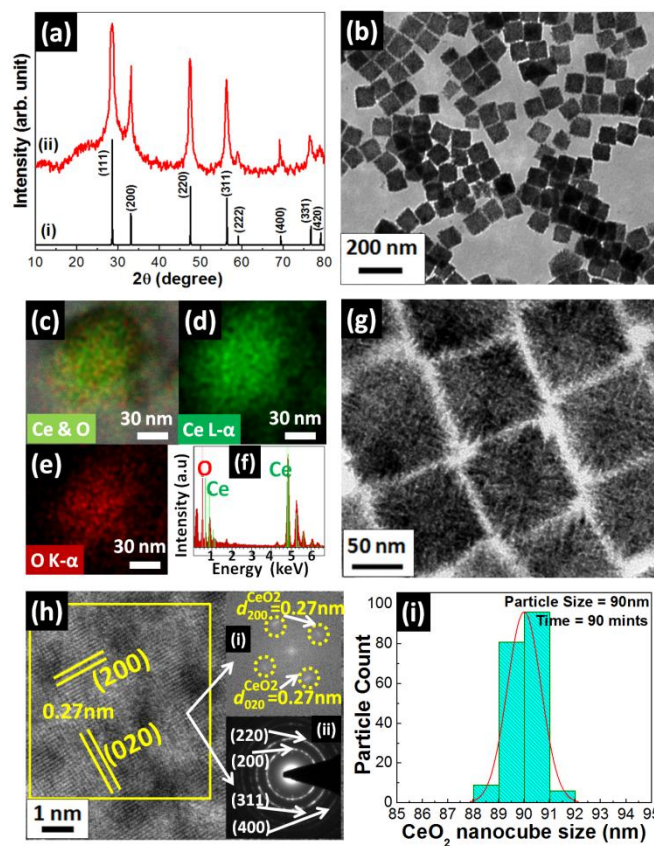 (a)
Intensity (arb. unit)
(ii)
(i)
(111)
(200)
(220)
(311)
(222)
(400)
(331)
(420)
10 20 30 40 50 60 70 80
2θ (degree)
(b)
200 nm
(c)
Ce & O
30 nm
(d)
Ce L-α
30 nm
(e)
O K-α
30 nm
(f)
O
Ce
Ce
Intensity (a.u)
1 2 3 4 5 6
Energy (keV)
(g)
50 nm
(h)
(200)
0.27nm
(020)
1 nm
(i)
d200CeO2=0.27nm
d020CeO2=0.27nm
(ii)
(220)
(200)
(311)
(400)
(i)
Particle Size = 90nm
Time = 90 mints
Particle Count
100
80
60
40
20
0
85 86 87 88 89 90 91 92 93 94 95
CeO2 nanocube size (nm)